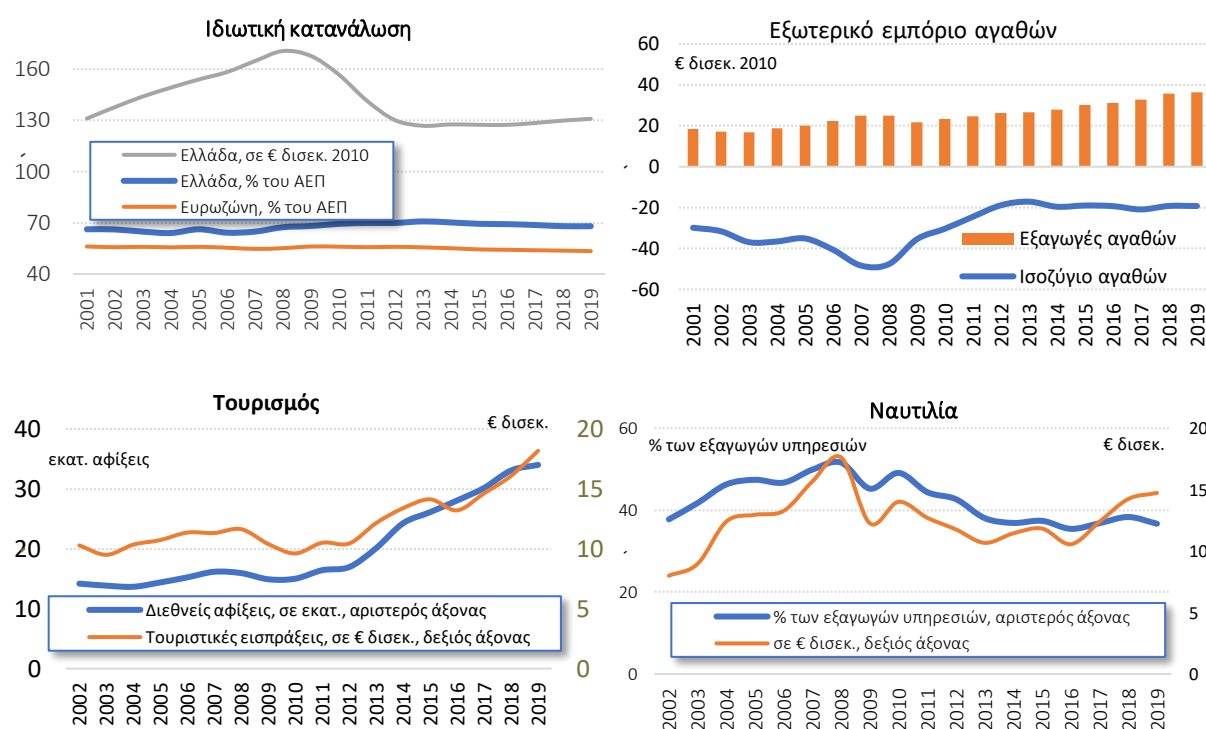 Ιδιωτική κατανάλωση
160
130
100
70
40
Ελλάδα, σε € δισεκ. 2010
Ελλάδα, % του ΑΕΠ
Ευρωζώνη, % του ΑΕΠ
2001 2002 2003 2004 2005 2006 2007 2008 2009 2010 2011 2012 2013 2014 2015 2016 2017 2018 2019
Εξωτερικό εμπόριο αγαθών
€ δισεκ. 2010
60
40
20
0
-20
-40
-60
Εξαγωγές αγαθών
Ισοζύγιο αγαθών
2001 2002 2003 2004 2005 2006 2007 2008 2009 2010 2011 2012 2013 2014 2015 2016 2017 2018 2019
Τουρισμός
εκατ. αφίξεις
€ δισεκ.
40
30
20
10
0
20
15
10
5
0
Διεθνείς αφίξεις, σε εκατ., αριστερός άξονας
Τουριστικές εισπράξεις, σε € δισεκ., δεξιός άξονας
2002 2003 2004 2005 2006 2007 2008 2009 2010 2011 2012 2013 2014 2015 2016 2017 2018 2019
Ναυτιλία
% των εξαγωγών υπηρεσιών
€ δισεκ.
60
40
20
0
20
15
10
5
0
% των εξαγωγών υπηρεσιών, αριστερός άξονας
σε € δισεκ., δεξιός άξονας
2002 2003 2004 2005 2006 2007 2008 2009 2010 2011 2012 2013 2014 2015 2016 2017 2018 2019